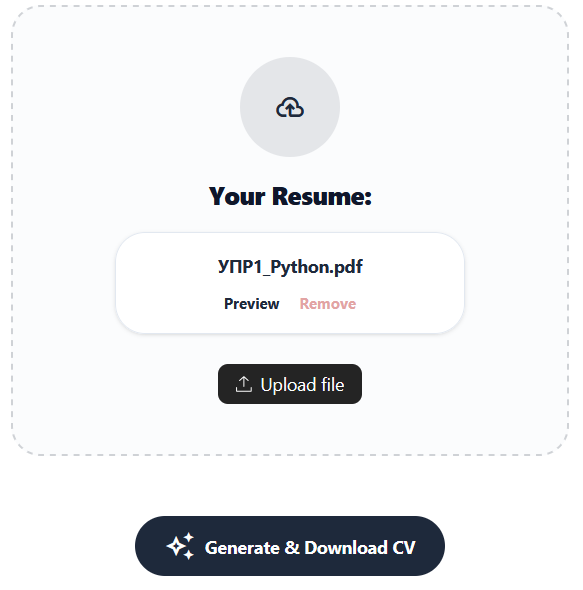 Your Resume:
УПР1_Python.pdf
Preview Remove
Upload file
Generate & Download CV